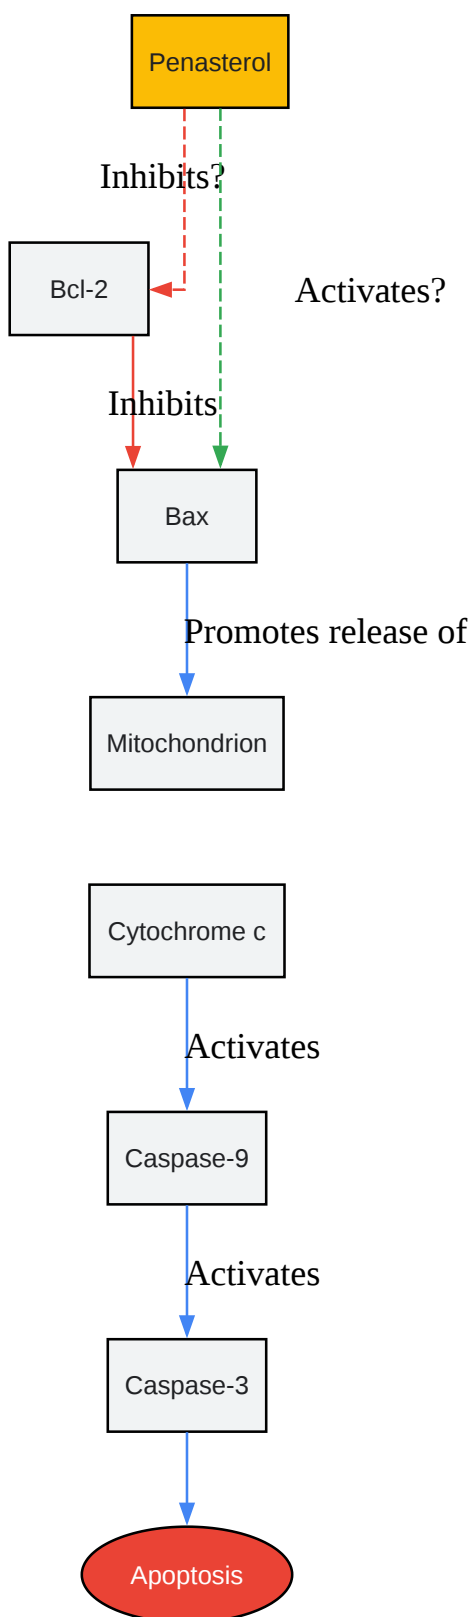 Penasterol
Inhibits?
Bcl-2
Activates?
Inhibits
Bax
Promotes release of
Mitochondrion
Cytochrome c
Activates
Caspase-9
Activates
Caspase-3
Apoptosis